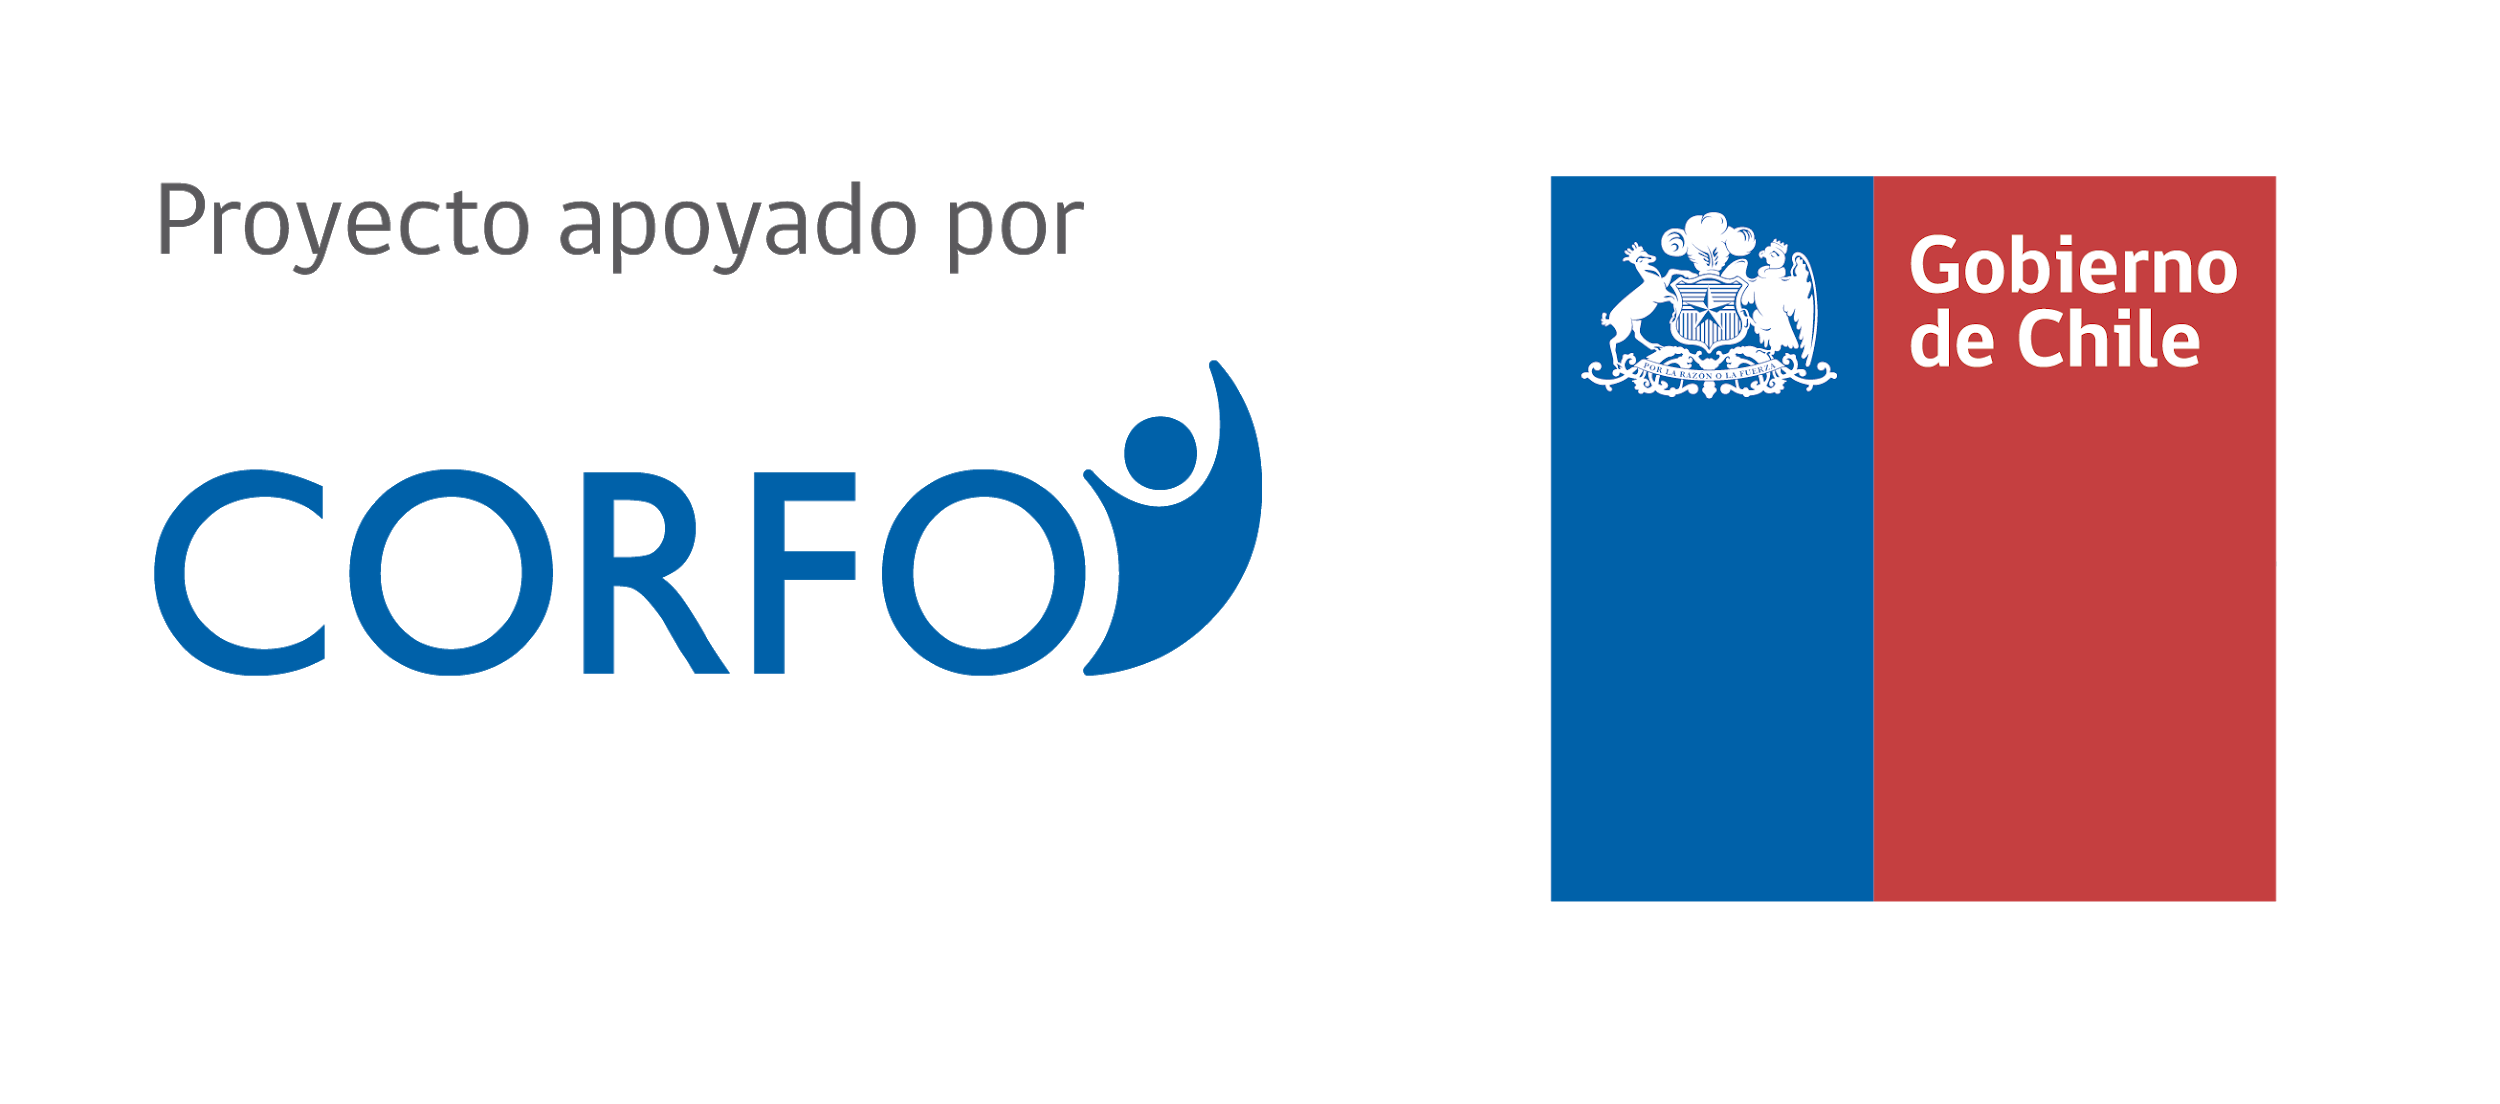 Proyecto apoyado por
CORFO
Gobierno
de Chile
POR LA RAZON O LA FUERZA